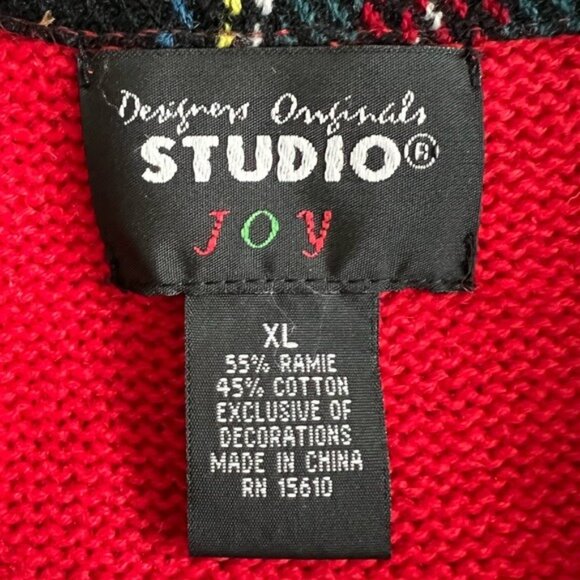 Designers Originals
STUDIO®
JOY
XL
55% RAMIE
45% COTTON
EXCLUSIVE OF
DECORATIONS
MADE IN CHINA
RN 15610